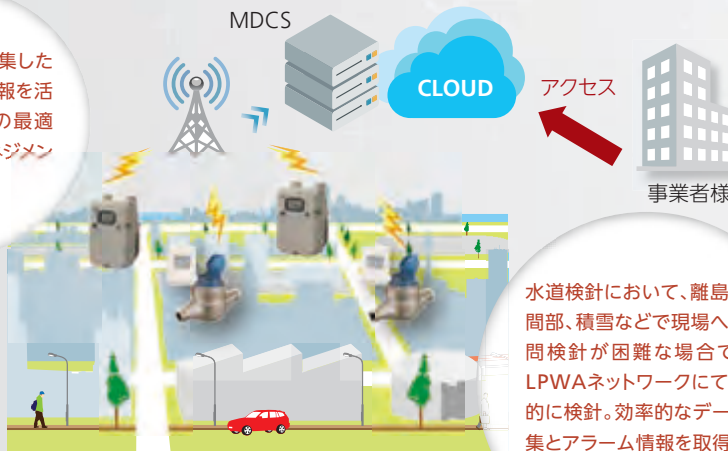 MDCS
集した
報を活
の最適
ジメン
CLOUD
アクセス
事業者様
水道検針において、離島
間部、積雪などで現場へ
問検針が困難な場合で
LPWAネットワークにて
的に検針。効率的なデー
集とアラーム情報を取得